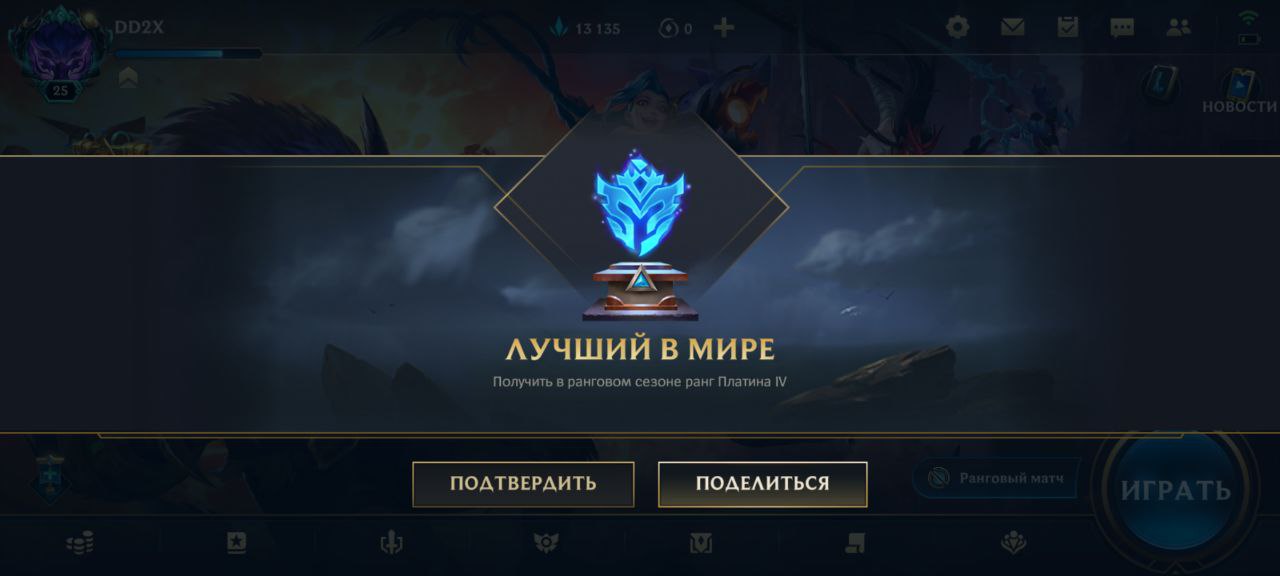 DD2X
13 135
0
25
НОВОСТИ
ЛУЧШИЙ В МИРЕ
Получить в ранговом сезоне ранг Платина IV
ПОДТВЕРДИТЬ
ПОДЕЛИТЬСЯ
Ранговый матч
ИГРАТЬ